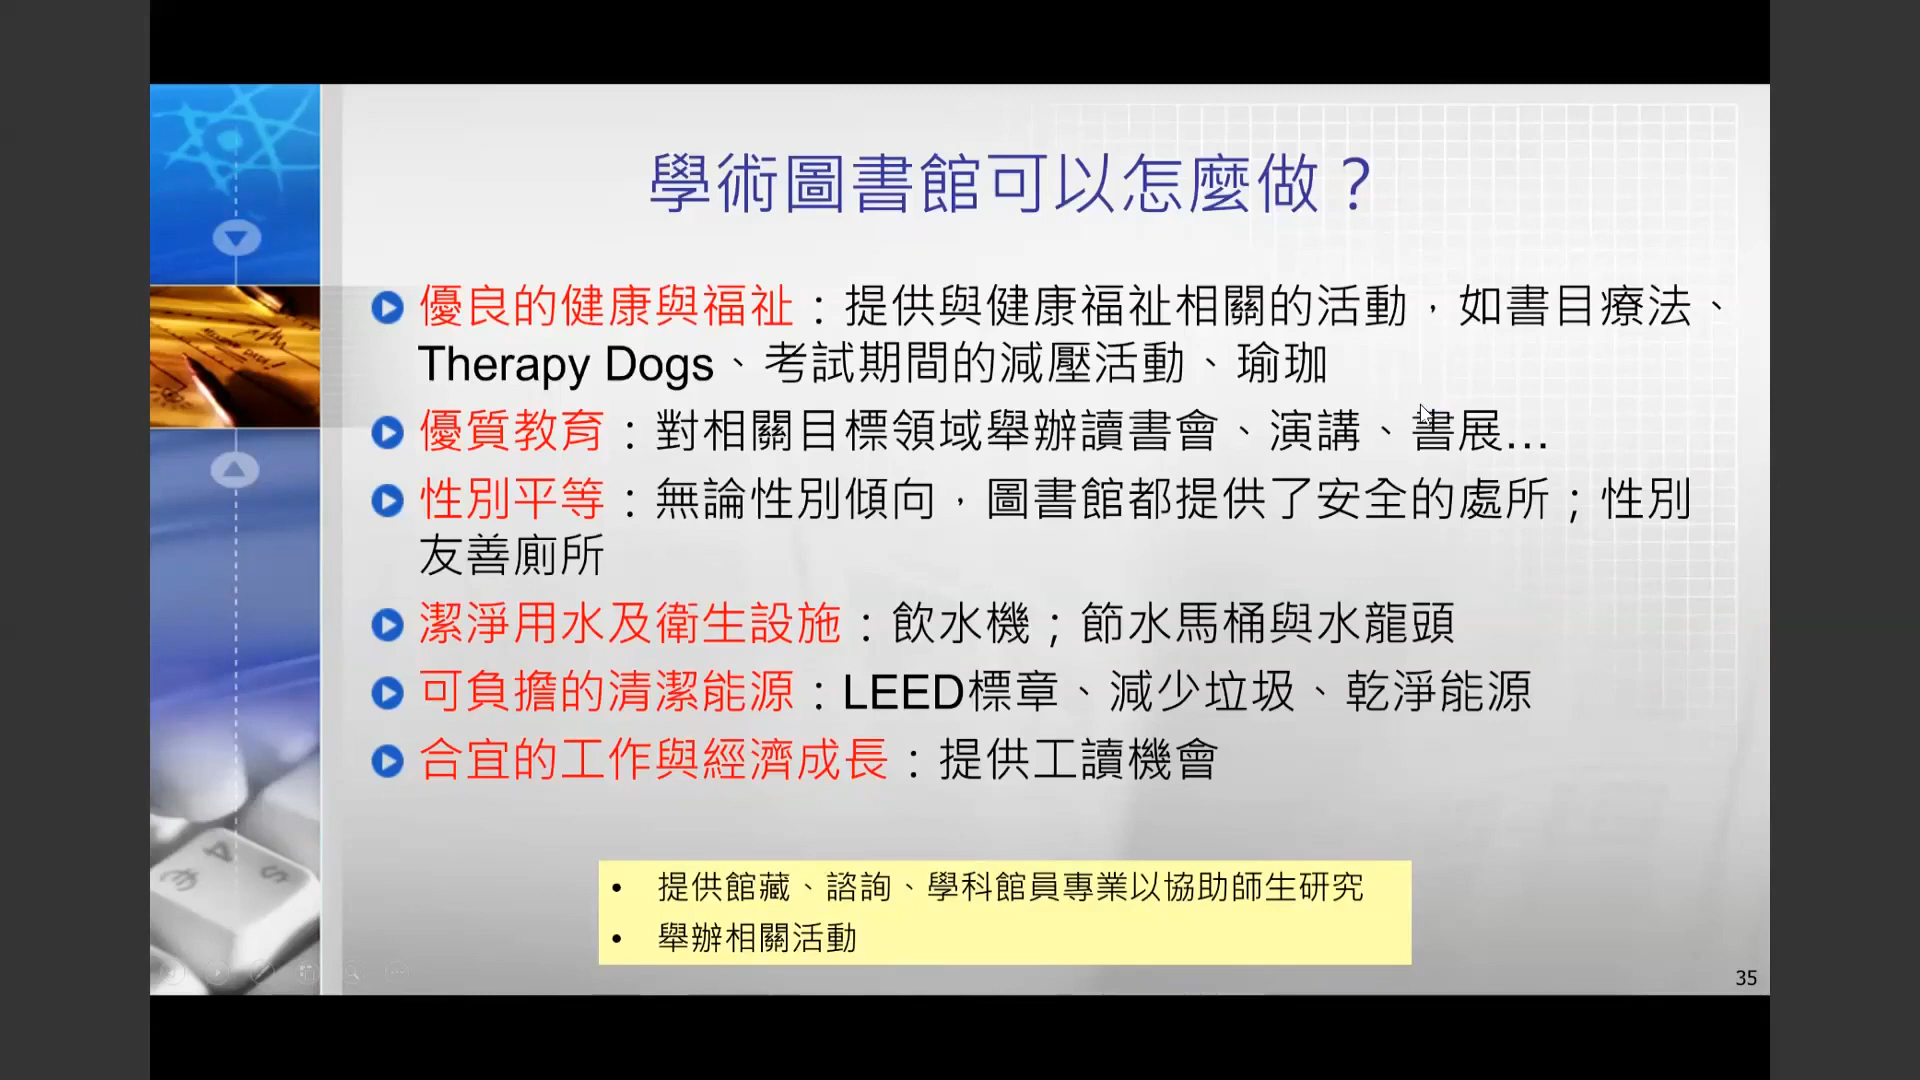 學術圖書館可以怎麼做？
優良的健康與福祉：提供與健康福祉相關的活動，如書目療法、
Therapy Dogs、考試期間的減壓活動、瑜珈
優質教育：對相關目標領域舉辦讀書會、演講、書展…
性別平等：無論性別傾向，圖書館都提供了安全的處所；性別
友善廁所
潔淨用水及衛生設施：飲水機；節水馬桶與水龍頭
可負擔的清潔能源：LEED標章、減少垃圾、乾淨能源
合宜的工作與經濟成長：提供工讀機會
• 提供館藏、諮詢、學科館員專業以協助師生研究
• 舉辦相關活動
35